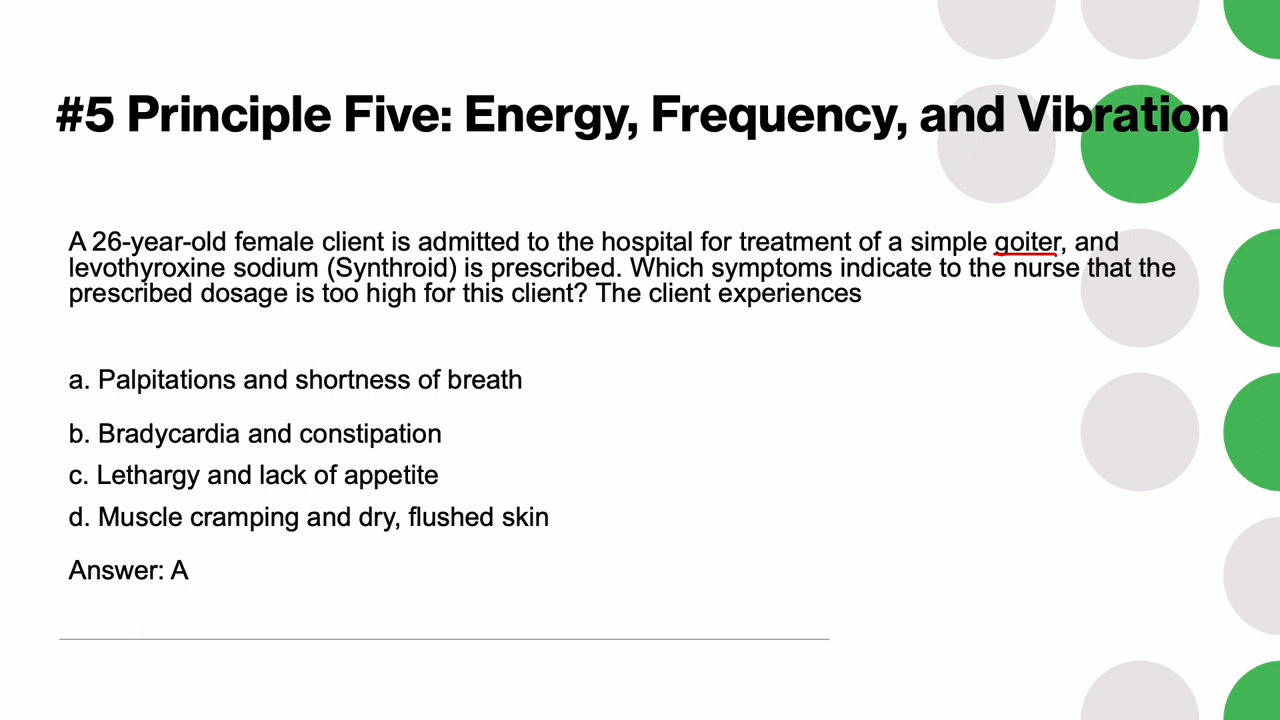 #5 Principle Five: Energy, Frequency, and Vibration
A 26-year-old female client is admitted to the hospital for treatment of a simple goiter, and
levothyroxine sodium (Synthroid) is prescribed. Which symptoms indicate to the nurse that the
prescribed dosage is too high for this client? The client experiences
a. Palpitations and shortness of breath
b. Bradycardia and constipation
c. Lethargy and lack of appetite
d. Muscle cramping and dry, flushed skin
Answer: A